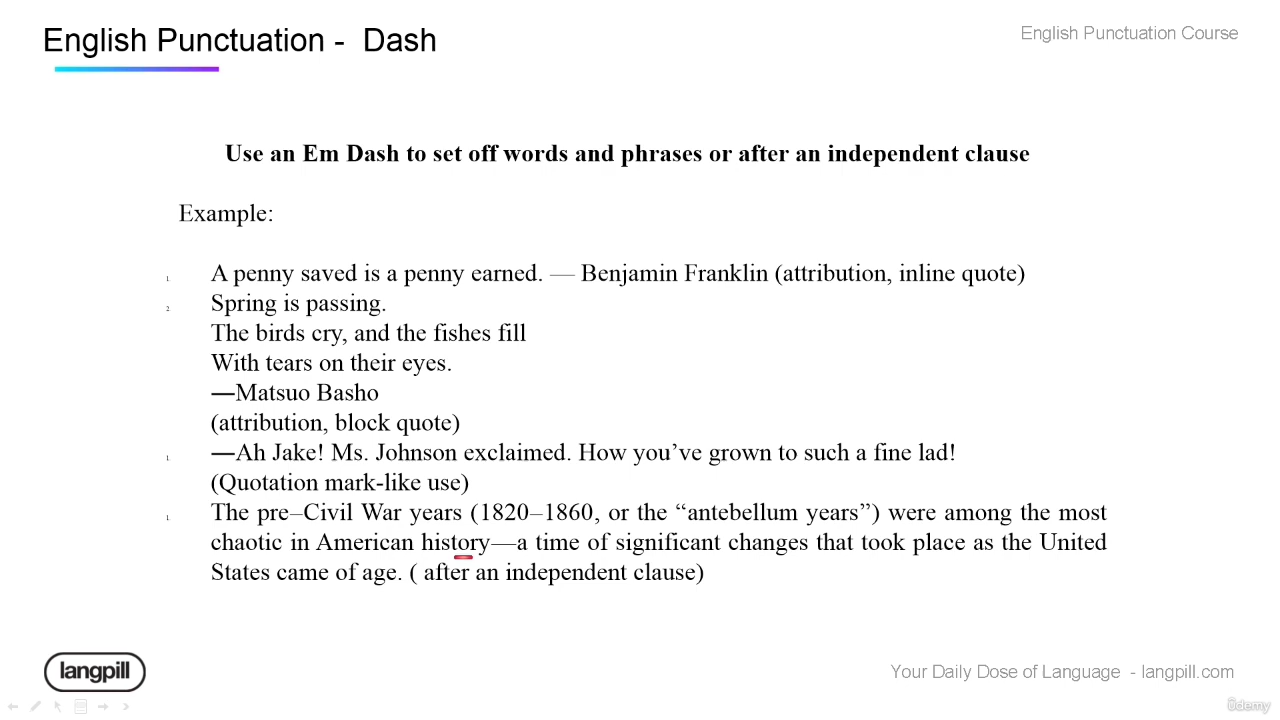 English Punctuation -  Dash
English Punctuation Course
Use an Em Dash to set off words and phrases or after an independent clause
Example:
1. A penny saved is a penny earned. — Benjamin Franklin (attribution, inline quote)
2. Spring is passing.
The birds cry, and the fishes fill
With tears on their eyes.
—Matsuo Basho
(attribution, block quote)
1. —Ah Jake! Ms. Johnson exclaimed. How you’ve grown to such a fine lad!
(Quotation mark-like use)
1. The pre–Civil War years (1820–1860, or the “antebellum years”) were among the most
chaotic in American history—a time of significant changes that took place as the United
States came of age. ( after an independent clause)
langpill
Your Daily Dose of Language  - langpill.com
ûdemy